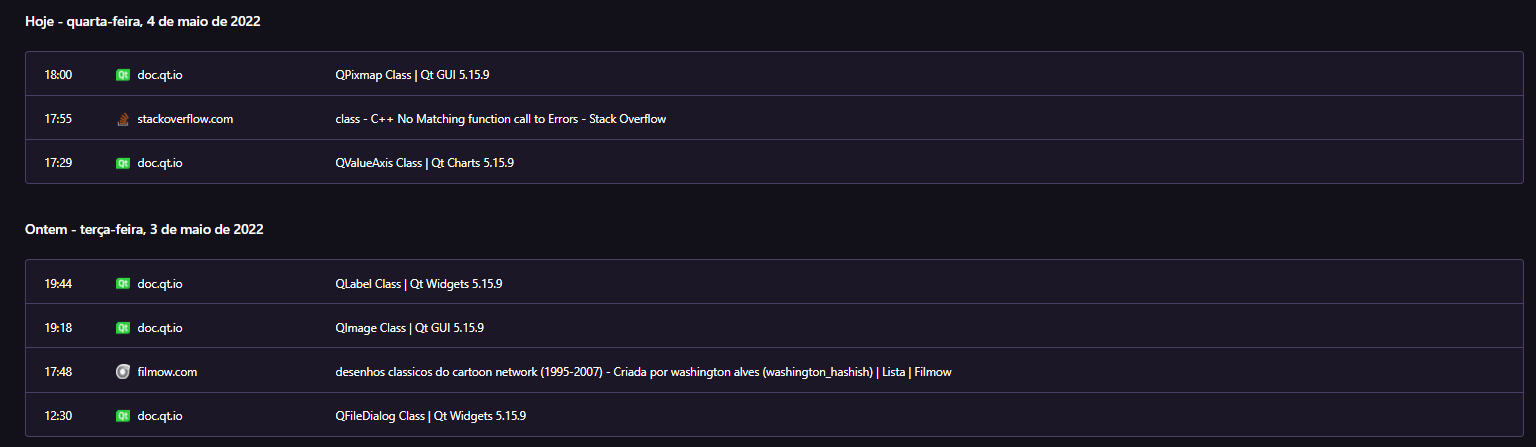 Hoje - quarta-feira, 4 de maio de 2022
18:00 Qt doc.qt.io QPixmap Class | Qt GUI 5.15.9
17:55 stackoverflow.com class - C++ No Matching function call to Errors - Stack Overflow
17:29 Qt doc.qt.io QValueAxis Class | Qt Charts 5.15.9
Ontem - terça-feira, 3 de maio de 2022
19:44 Qt doc.qt.io QLabel Class | Qt Widgets 5.15.9
19:18 Qt doc.qt.io QImage Class | Qt GUI 5.15.9
17:48 filmow.com desenhos classicos do cartoon network (1995-2007) - Criada por washington alves (washington_hashish) | Lista | Filmow
12:30 Qt doc.qt.io QFileDialog Class | Qt Widgets 5.15.9